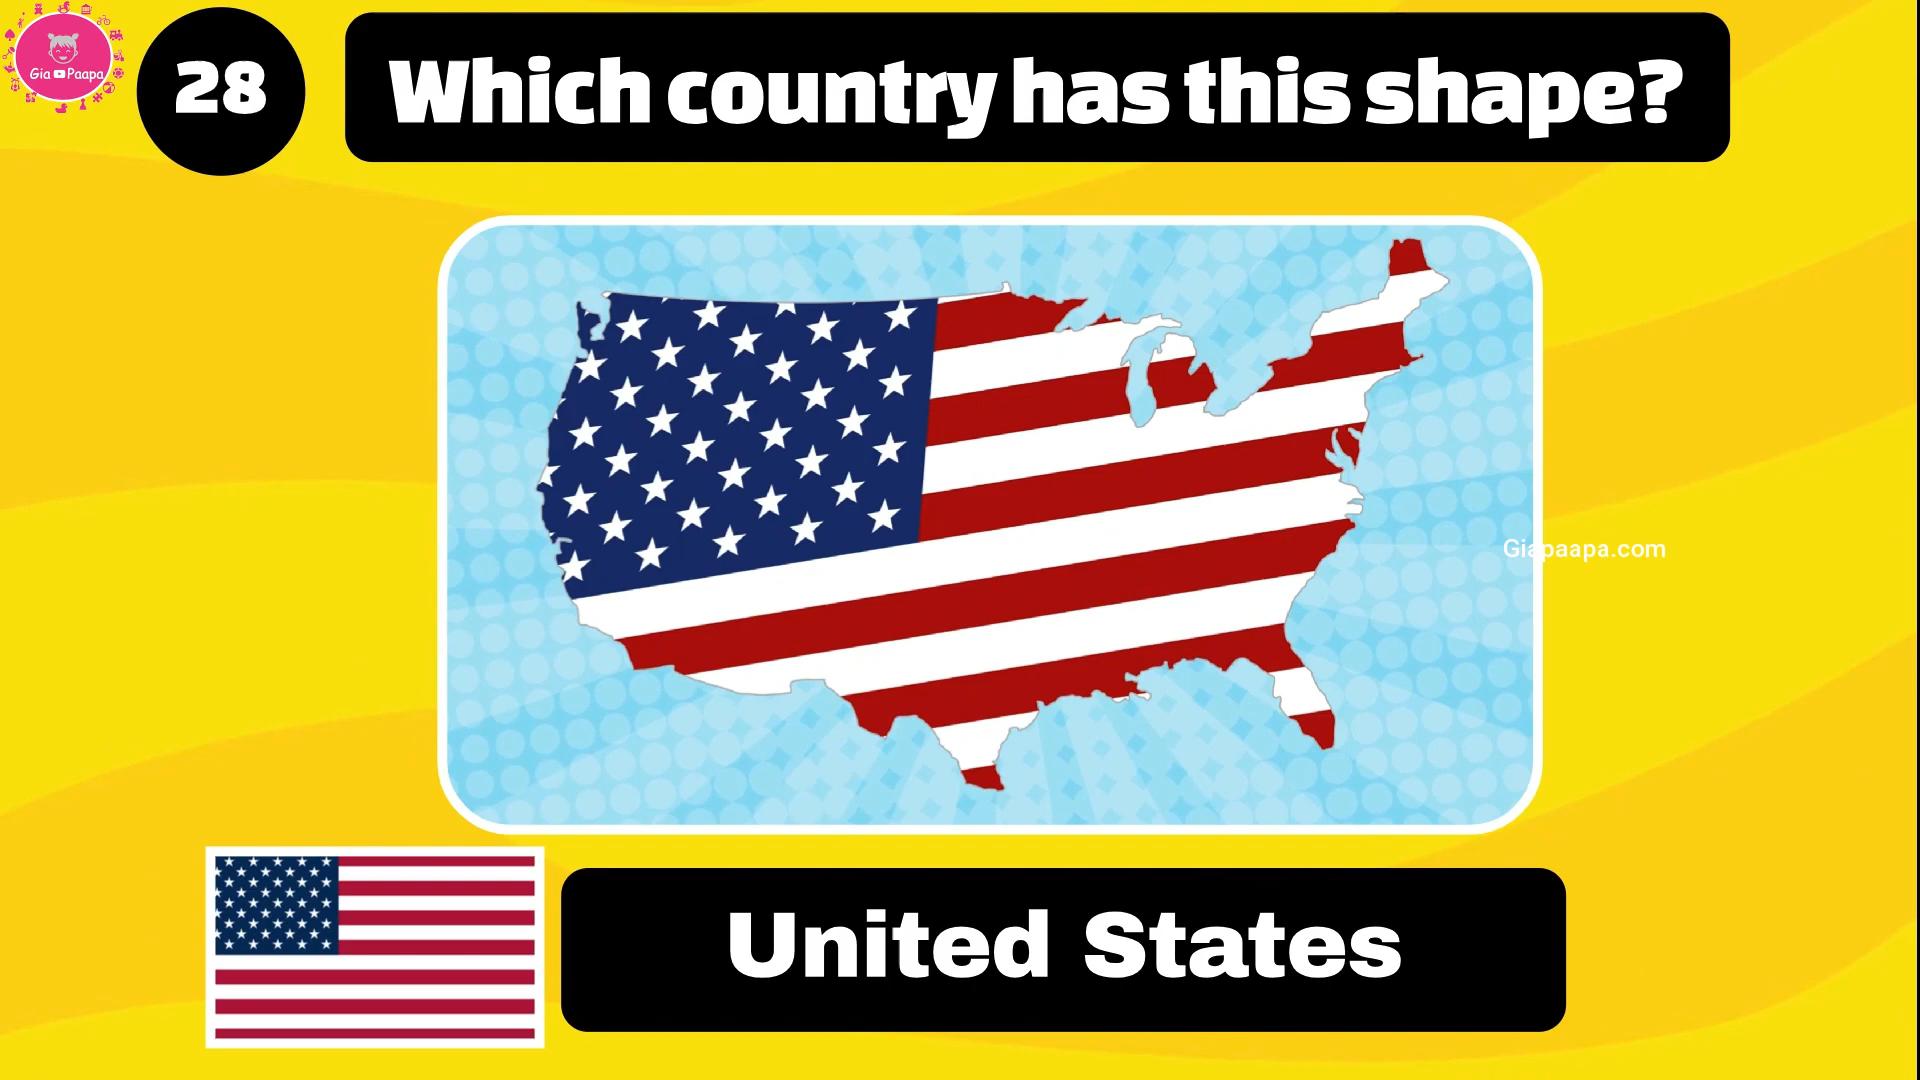 Gia Paapa
28
Which country has this shape?
Giapaapa.com
United States